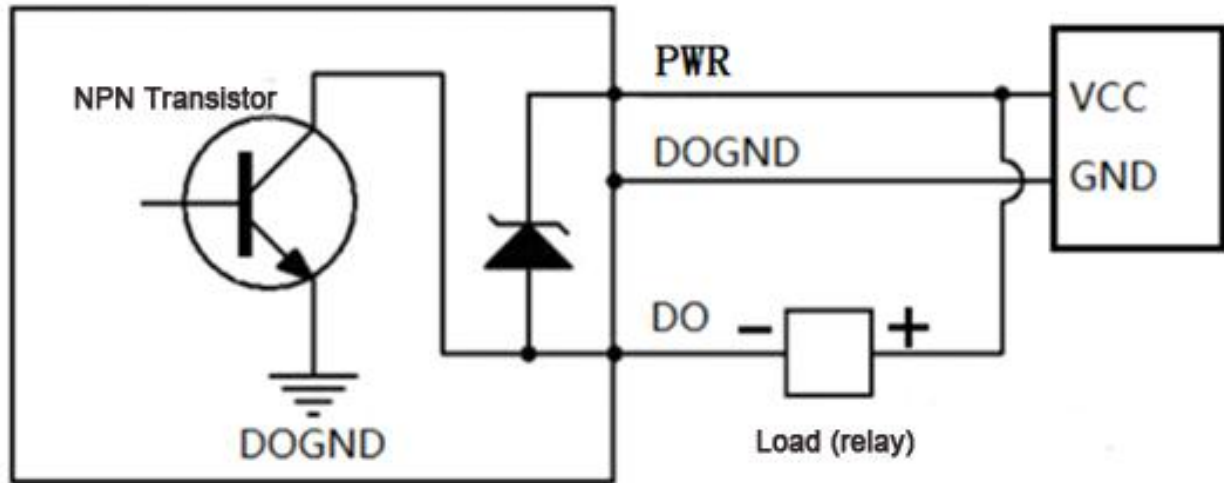 PWR
NPN Transistor
VCC
DOGND
GND
DO
- +
Load (relay)
DOGND